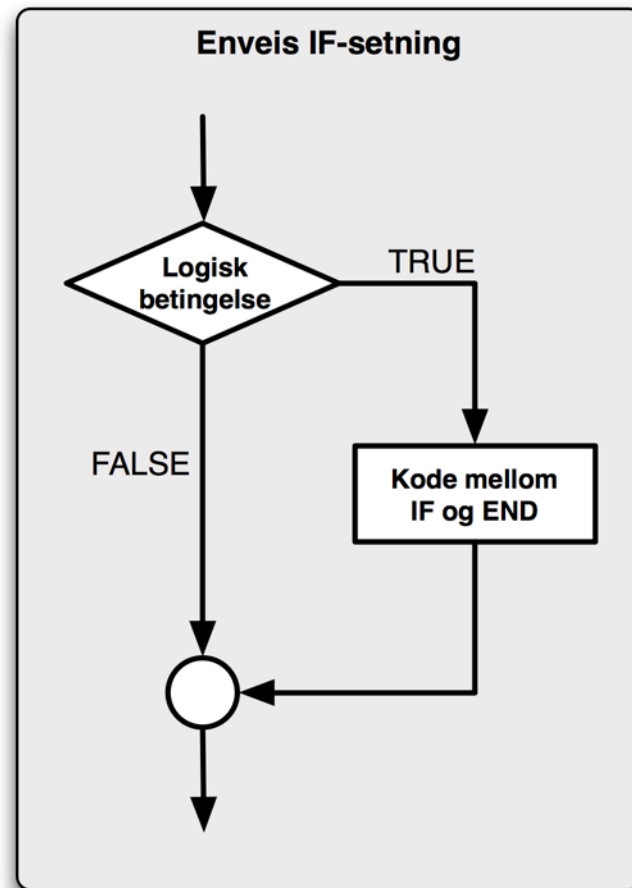 Enveis IF-setning
Logisk
betingelse
TRUE
FALSE
Kode mellom
IF og END